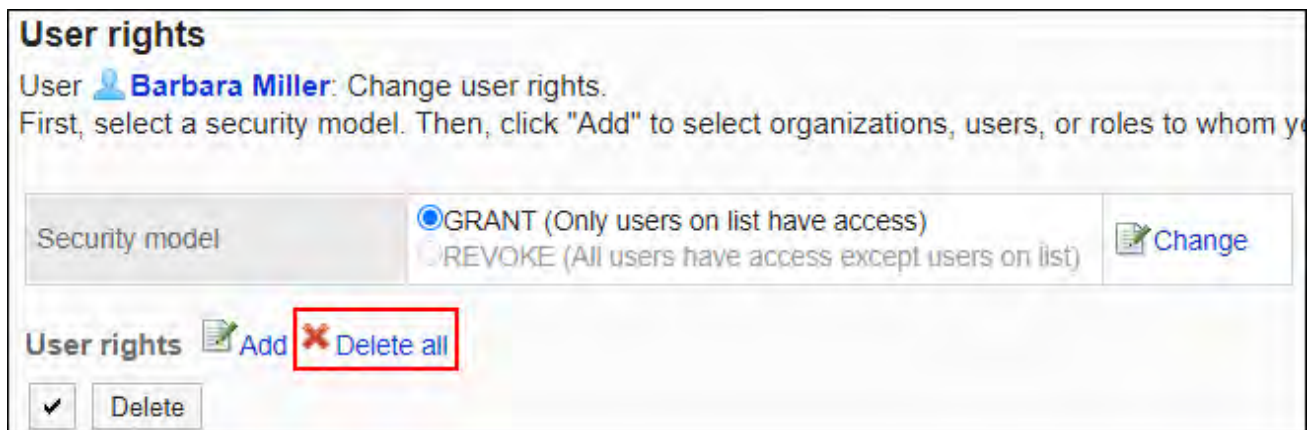 User rights
User Barbara Miller: Change user rights.
First, select a security model. Then, click "Add" to select organizations, users, or roles to whom
Security model
GRANT (Only users on list have access)
REVOKE (All users have access except users on list)
Change
User rights Add Delete all
Delete